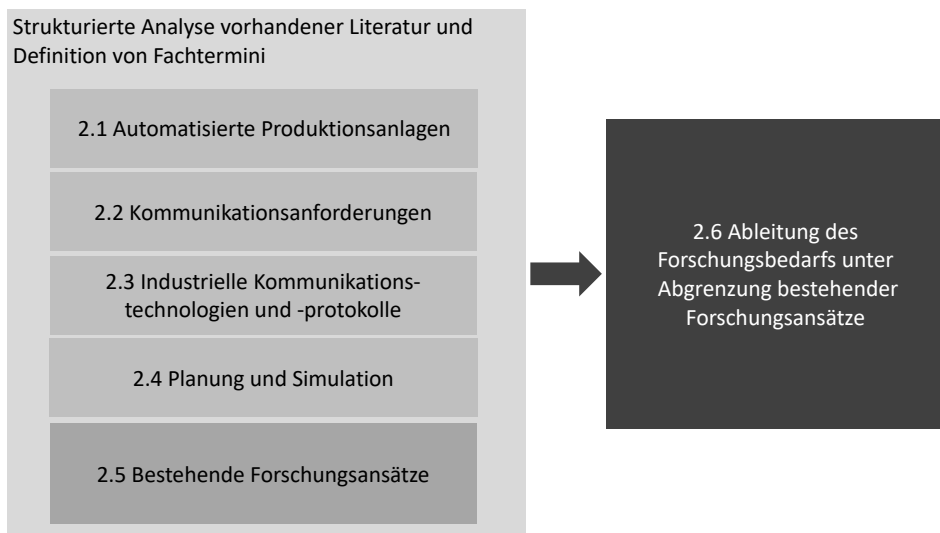 Strukturierte Analyse vorhandener Literatur und
Definition von Fachtermini
2.1 Automatisierte Produktionsanlagen
2.2 Kommunikationsanforderungen
2.3 Industrielle Kommunikations-
technologien und -protokolle
2.4 Planung und Simulation
2.5 Bestehende Forschungsansätze
2.6 Ableitung des
Forschungsbedarfs unter
Abgrenzung bestehender
Forschungsansätze